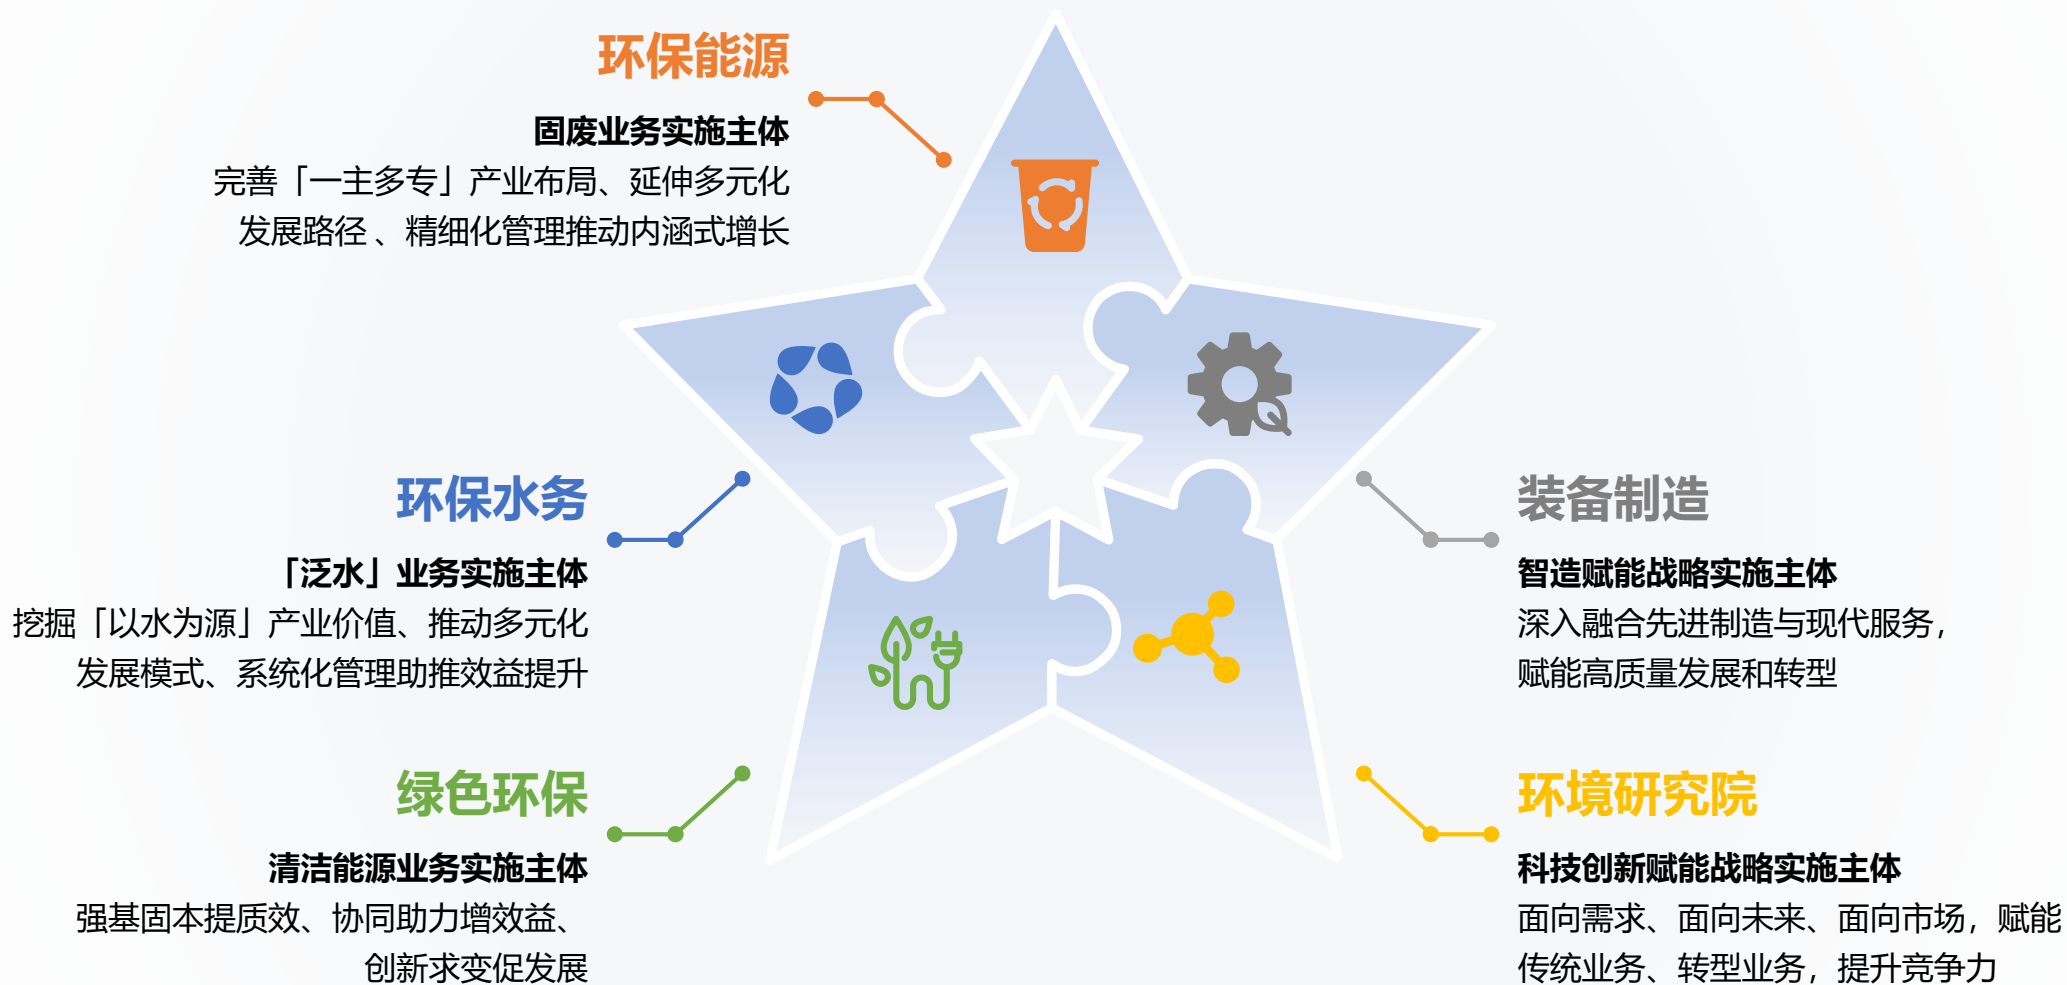 环保能源
固废业务实施主体
完善「一主多专」产业布局、延伸多元化
发展路径 、精细化管理推动内涵式增长
环保水务
「泛水」业务实施主体
挖掘「以水为源」产业价值、推动多元化
发展模式、系统化管理助推效益提升
绿色环保
清洁能源业务实施主体
强基固本提质效、协同助力增效益、
创新求变促发展
装备制造
智造赋能战略实施主体
深入融合先进制造与现代服务，
赋能高质量发展和转型
环境研究院
科技创新赋能战略实施主体
面向需求、面向未来、面向市场，赋能
传统业务、转型业务，提升竞争力